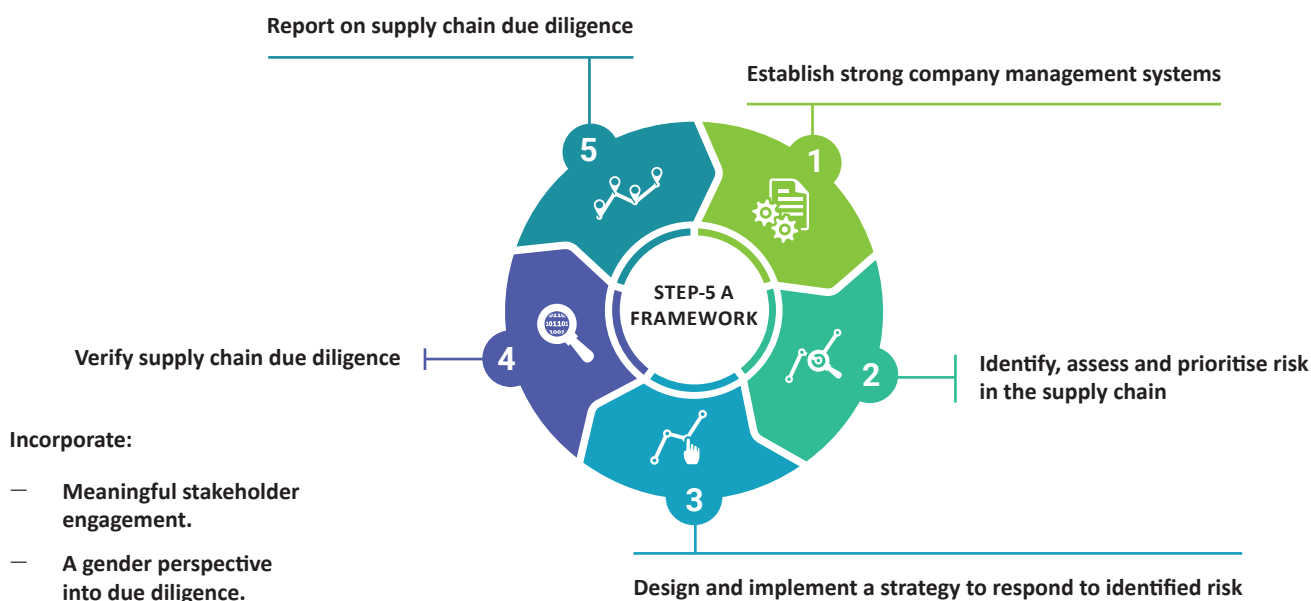 Report on supply chain due diligence
5
Establish strong company management systems
1
STEP-5 A
FRAMEWORK
2
Identify, assess and prioritise risk
in the supply chain
3
Design and implement a strategy to respond to identified risk
4
Verify supply chain due diligence
Incorporate:
— Meaningful stakeholder
engagement.
— A gender perspective
into due diligence.